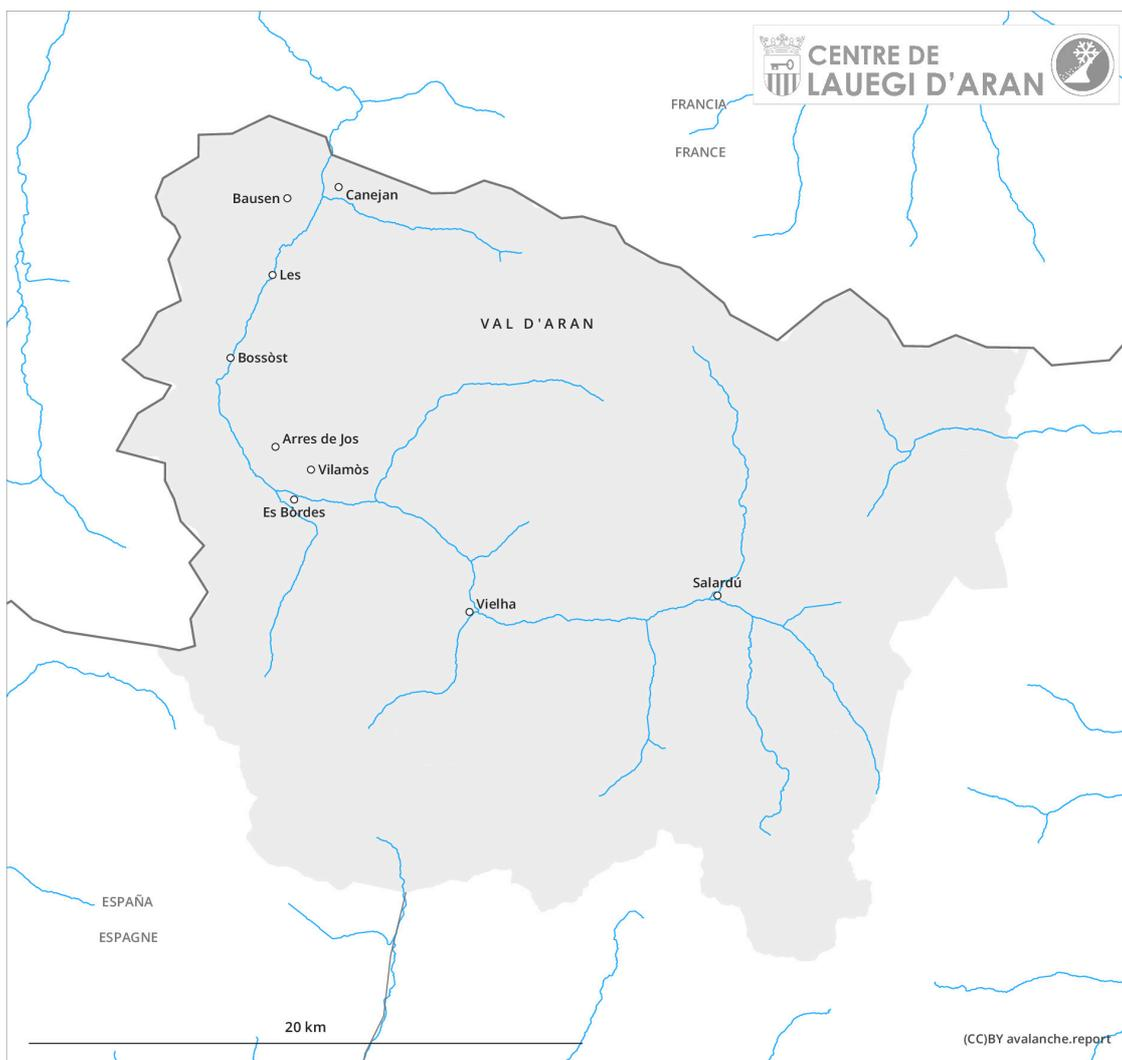 CENTRE DE
LAUEGI D'ARAN
FRANCIA
FRANCE
Bausen
Canejan
Les
VAL D'ARAN
Bossòst
Arres de Jos
Vilamòs
Es Bòrdes
Salardú
Vielha
ESPAÑA
ESPAGNE
20 km
(CC)BY avalanche.report